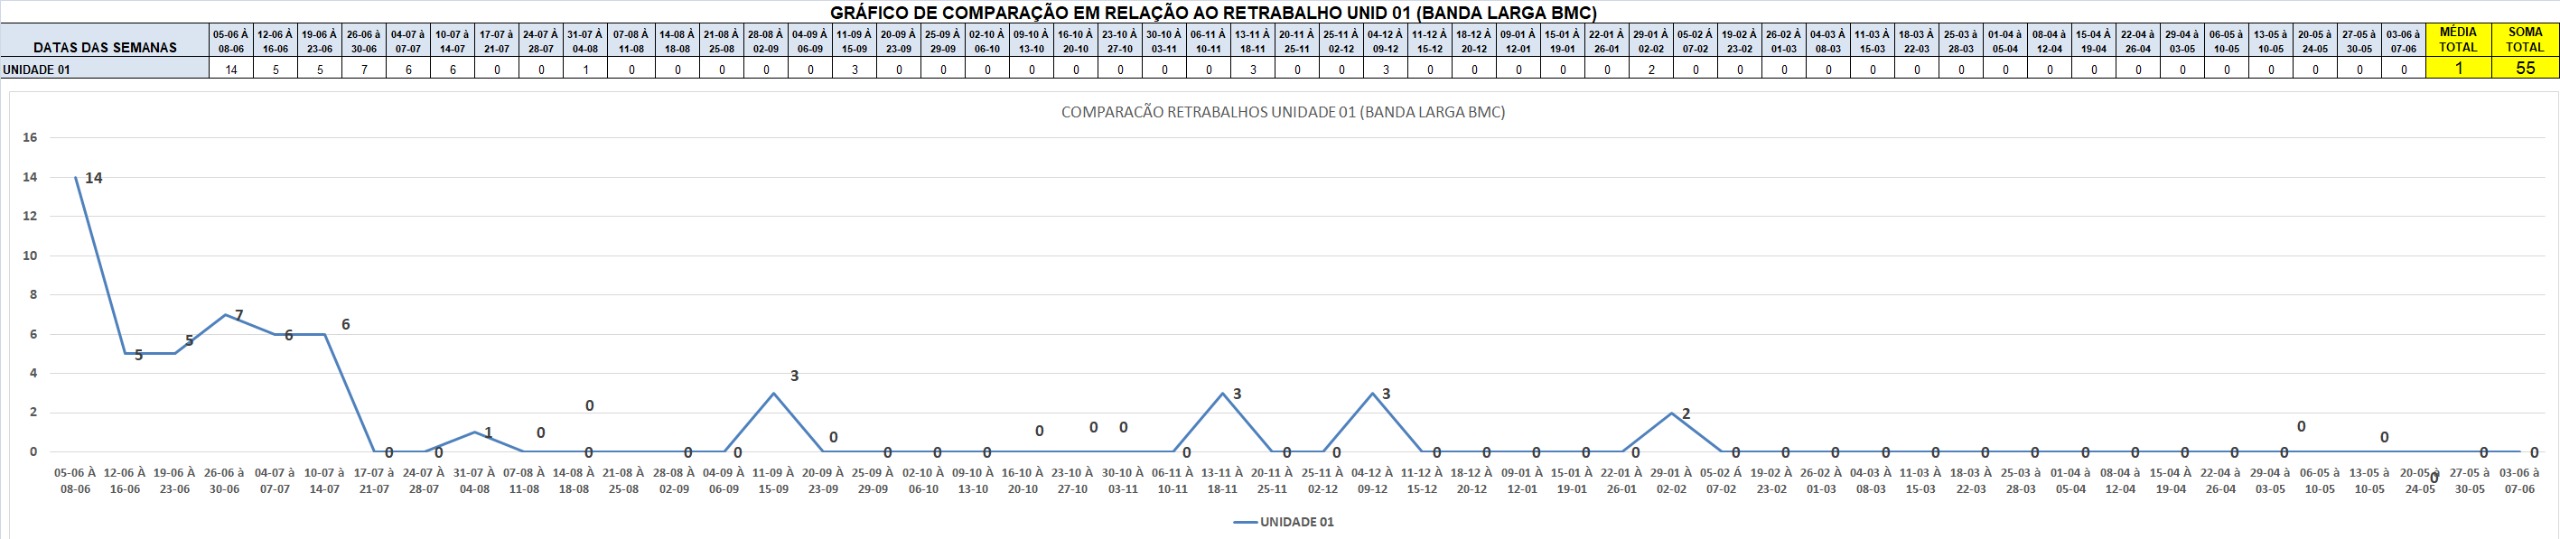 GRÁFICO DE COMPARAÇÃO EM RELAÇÃO AO RETRABALHO UNID 01 (BANDA LARGA BMC)
DATAS DAS SEMANAS 05-06 À 08-06 12-06 À 16-06 19-06 À 23-06 26-06 à 30-06 04-07 à 07-07 10-07 à 14-07 17-07 à 21-07 24-07 À 28-07 31-07 À 04-08 07-08 À 11-08 14-08 À 18-08 21-08 À 25-08 28-08 À 02-09 04-09 À 06-09 11-09 À 15-09 20-09 À 23-09 25-09 À 29-09 02-10 À 06-10 09-10 À 13-10 16-10 À 20-10 23-10 À 27-10 30-10 À 03-11 06-11 À 10-11 13-11 À 18-11 20-11 À 25-11 25-11 À 02-12 04-12 À 09-12 11-12 À 15-12 18-12 À 20-12 09-01 À 12-01 15-01 À 19-01 22-01 À 26-01 29-01 À 02-02 05-02 Á 07-02 19-02 À 23-02 26-02 À 01-03 04-03 À 08-03 11-03 À 15-03 18-03 À 22-03 25-03 à 28-03 01-04 à 05-04 08-04 à 12-04 15-04 À 19-04 22-04 à 26-04 29-04 à 03-05 06-05 à 10-05 13-05 à 10-05 20-05 à 24-05 27-05 à 30-05 03-06 à 07-06 MÉDIA TOTAL SOMA TOTAL
UNIDADE 01 14 5 5 7 6 6 0 0 1 0 0 0 0 0 3 0 0 0 0 0 0 0 0 3 0 0 3 0 0 0 0 0 2 0 0 0 0 0 0 0 0 0 0 0 0 0 0 0 0 0 1 55
COMPARACÃO RETRABALHOS UNIDADE 01 (BANDA LARGA BMC)
16
14 14
12
10
8
6 7 6 6
4 5 5 3 3 3
2 0 2
0 0 0 1 0 0 0 0 0 0 0 0 0 0 0 0 0 0 0 0 0 0 0 0 0 0 0 0 0 0 0 0 0 0 0 0 0 0 0 0 0
05-06 À 12-06 À 19-06 À 26-06 à 04-07 à 10-07 à 17-07 à 24-07 À 31-07 À 07-08 À 14-08 À 21-08 À 28-08 À 04-09 À 11-09 À 20-09 À 25-09 À 02-10 À 09-10 À 16-10 À 23-10 À 30-10 À 06-11 À 13-11 À 20-11 À 25-11 À 04-12 À 11-12 À 18-12 À 09-01 À 15-01 À 22-01 À 29-01 À 05-02 Á 19-02 À 26-02 À 04-03 À 11-03 À 18-03 À 25-03 à 01-04 à 08-04 à 15-04 À 22-04 à 29-04 à 06-05 à 13-05 à 20-05 à 27-05 à 03-06 à
08-06 16-06 23-06 30-06 07-07 14-07 21-07 28-07 04-08 11-08 18-08 25-08 02-09 06-09 15-09 23-09 29-09 06-10 13-10 20-10 27-10 03-11 10-11 18-11 25-11 02-12 09-12 15-12 20-12 12-01 19-01 26-01 02-02 07-02 23-02 01-03 08-03 15-03 22-03 28-03 05-04 12-04 19-04 26-04 03-05 10-05 10-05 24-05 30-05 07-06
UNIDADE 01